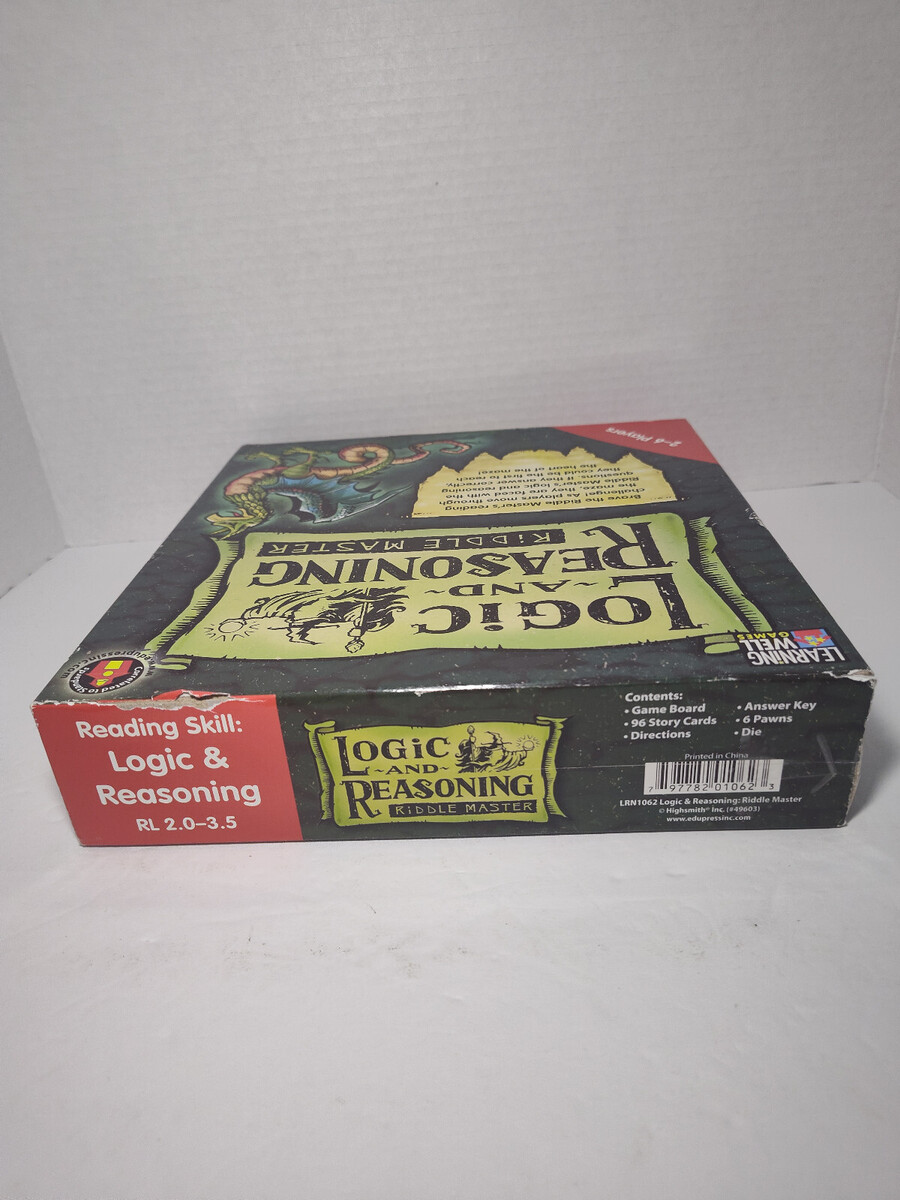 2–6 Players
Brave the Riddle Master's reading
challenge! As players move through
the maze, they are faced with the
Riddle Master's logic and reasoning
questions. If they answer correctly,
they could be the first to reach
the heart of the maze!
LOGiC
~AND~
REASONING
RiDDLE MASTER
LEARNING
WELL
GAMES
edupressinc.com
Reading Skill:
Logic &
Reasoning
RL 2.0–3.5
LOGiC
~AND~
REASONING
RiDDLE MASTER
Contents:
• Game Board
• 96 Story Cards
• Directions
• Answer Key
• 6 Pawns
• Die
Printed in China
7 97782 01062 3
LRN1062 Logic & Reasoning: Riddle Master
© Highsmith® Inc. (#49603)
www.edupressinc.com